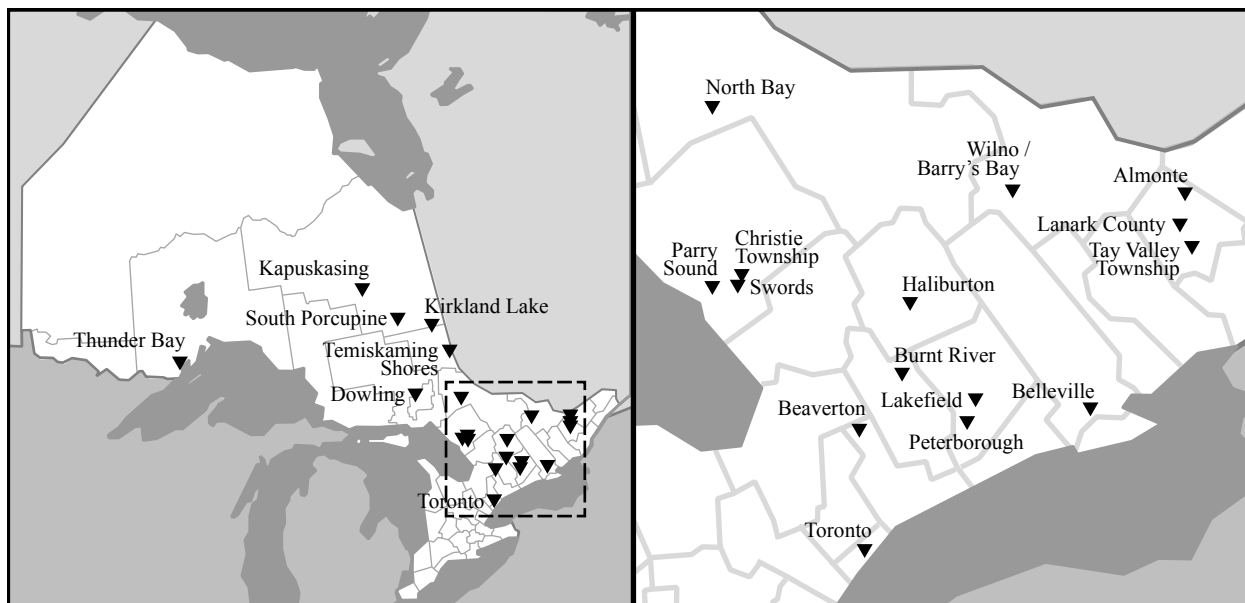 Kapuskasing
South Porcupine
Kirkland Lake
Thunder Bay
Temiskaming
Shores
Dowling
Toronto
North Bay
Wilno /
Barry’s Bay
Almonte
Lanark County
Tay Valley
Township
Parry
Sound
Christie
Township
Swords
Haliburton
Burnt River
Lakefield
Belleville
Beaverton
Peterborough
Toronto